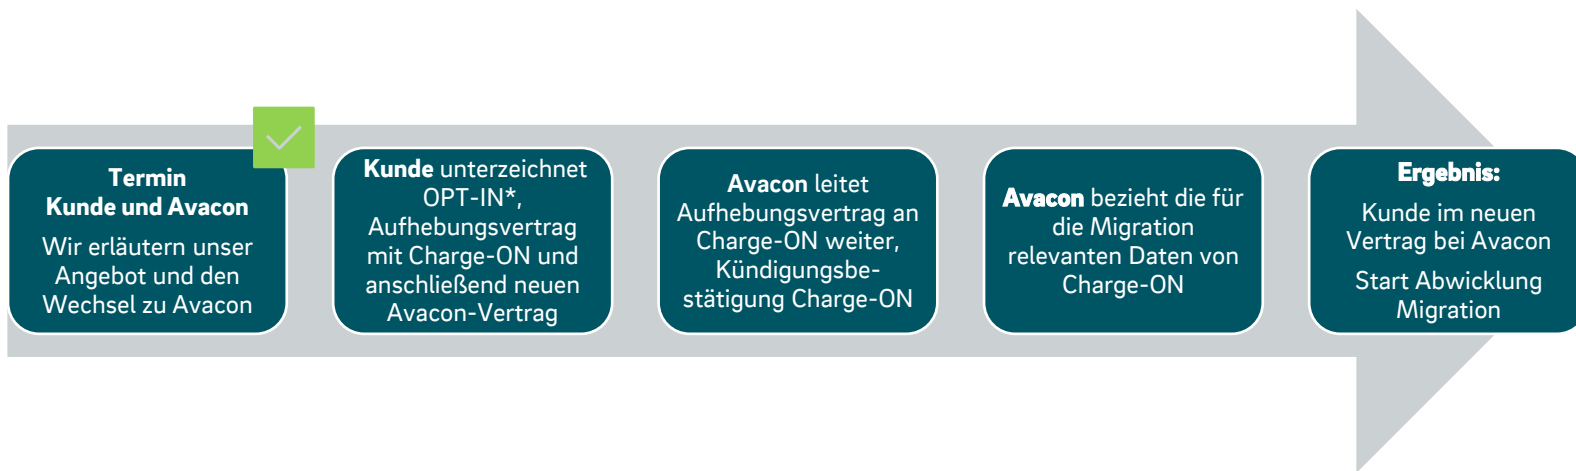 Termin
Kunde und Avacon
Wir erläutern unser
Angebot und den
Wechsel zu Avacon
Kunde unterzeichnet
OPT-IN*,
Aufhebungsvertrag
mit Charge-ON und
anschließend neuen
Avacon-Vertrag
Avacon leitet
Aufhebungsvertrag an
Charge-ON weiter,
Kündigungsbe-
stätigung Charge-ON
Avacon bezieht die für
die Migration
relevanten Daten von
Charge-ON
Ergebnis:
Kunde im neuen
Vertrag bei Avacon
Start Abwicklung
Migration